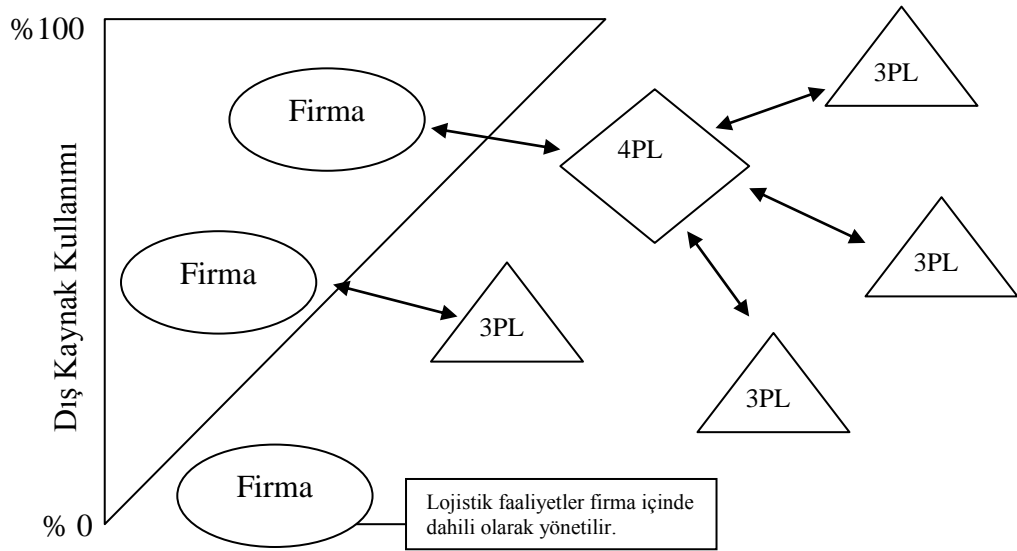 %100
3PL
Firma
4PL
Dış Kaynak Kullanımı
Firma
3PL
3PL
3PL
Firma
Lojistik faaliyetler firma içinde
dahili olarak yönetilir.
% 0